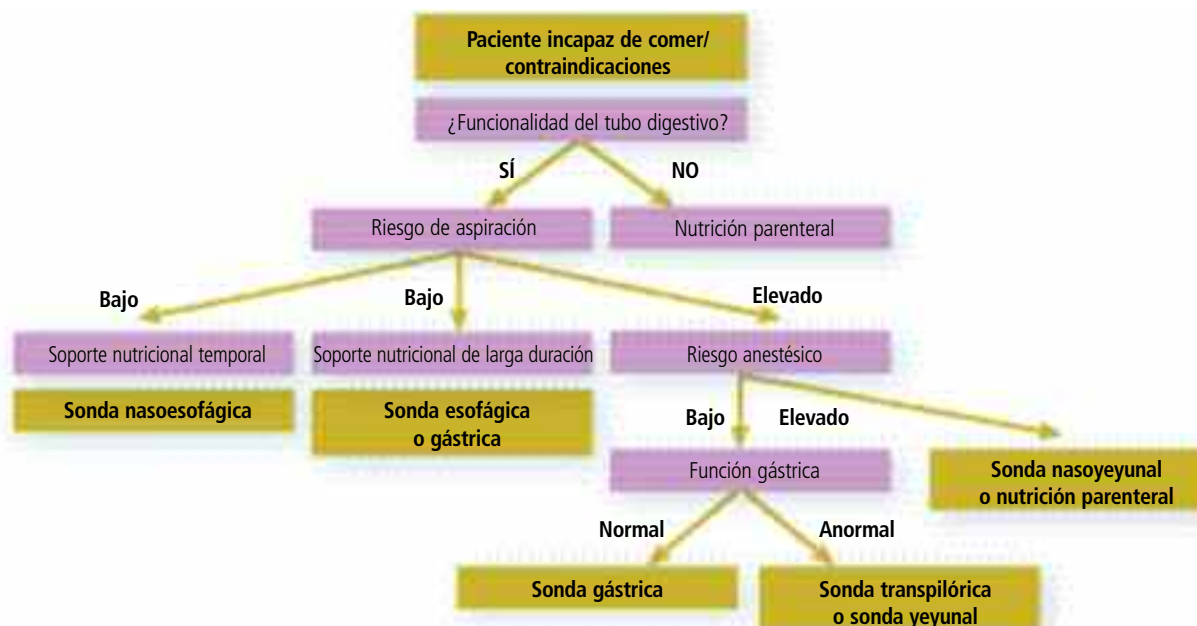 Paciente incapaz de comer/
contraindicaciones
¿Funcionalidad del tubo digestivo?
SÍ
NO
Riesgo de aspiración
Nutrición parenteral
Bajo
Bajo
Elevado
Soporte nutricional temporal
Soporte nutricional de larga duración
Riesgo anestésico
Sonda nasoesofágica
Sonda esofágica
o gástrica
Bajo
Elevado
Función gástrica
Sonda nasoyeyunal
o nutrición parenteral
Normal
Anormal
Sonda gástrica
Sonda transpilórica
o sonda yeyunal